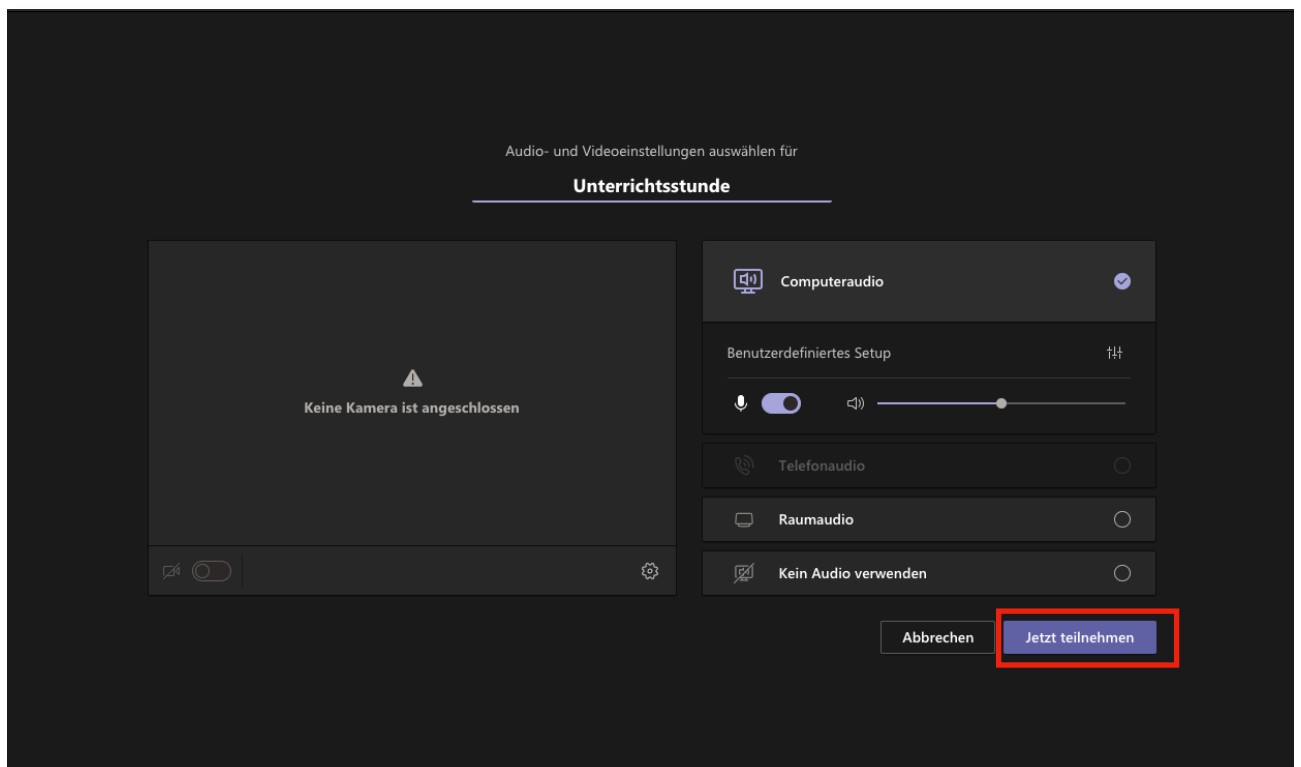 Audio- und Videoeinstellungen auswählen für
Unterrichtsstunde
Keine Kamera ist angeschlossen
Computeraudio
Benutzerdefiniertes Setup
Telefonaudio
Raumaudio
Kein Audio verwenden
Abbrechen
Jetzt teilnehmen